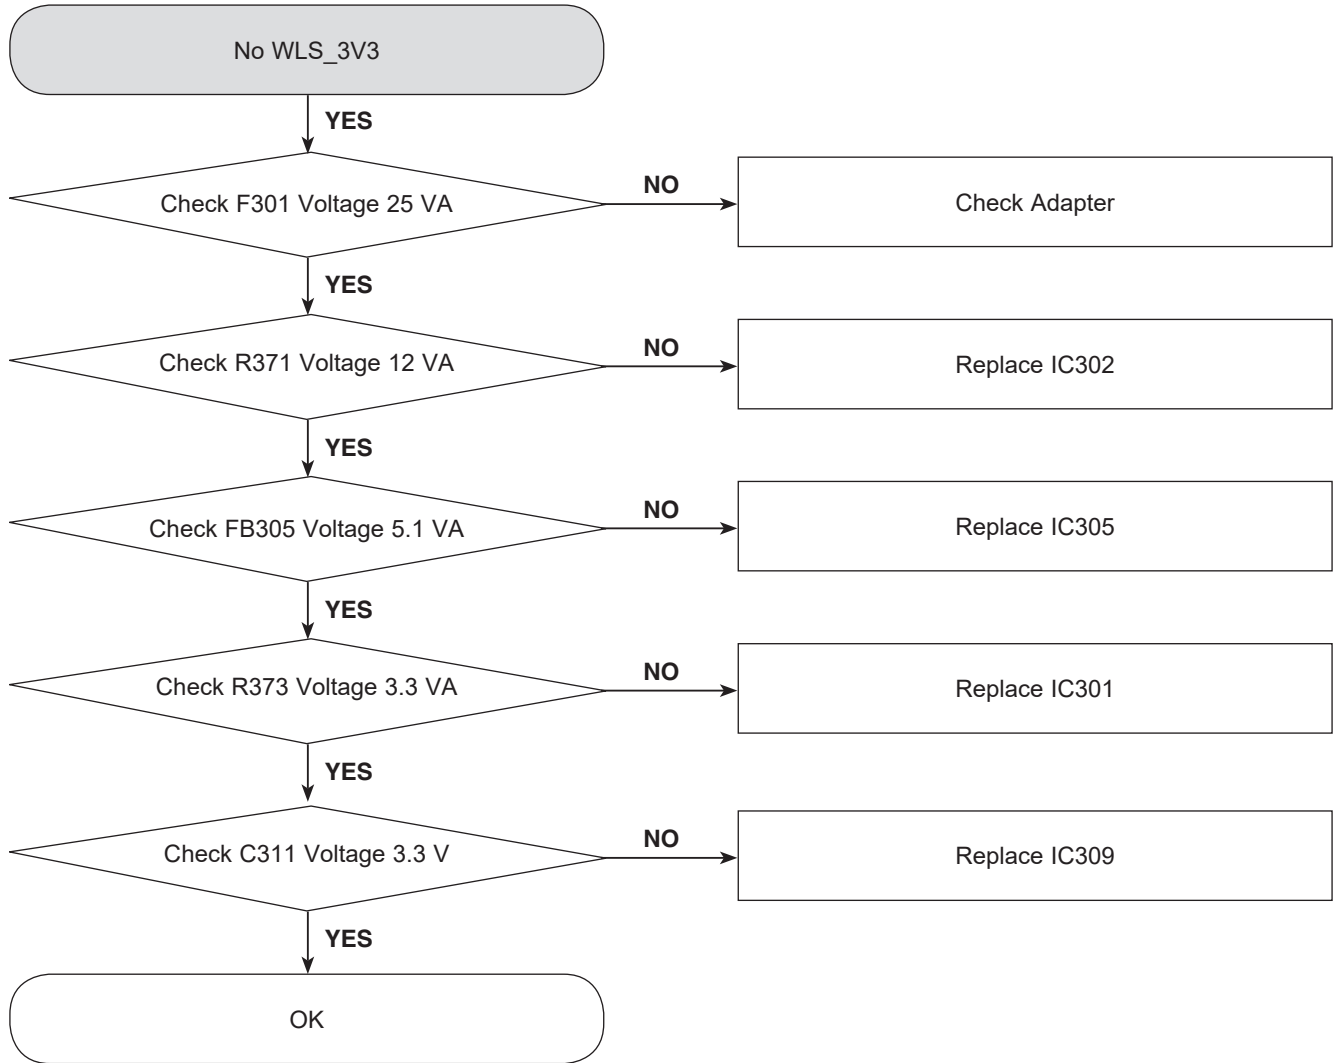 No WLS_3V3
YES
Check F301 Voltage 25 VA
NO
Check Adapter
YES
Check R371 Voltage 12 VA
NO
Replace IC302
YES
Check FB305 Voltage 5.1 VA
NO
Replace IC305
YES
Check R373 Voltage 3.3 VA
NO
Replace IC301
YES
Check C311 Voltage 3.3 V
NO
Replace IC309
YES
OK